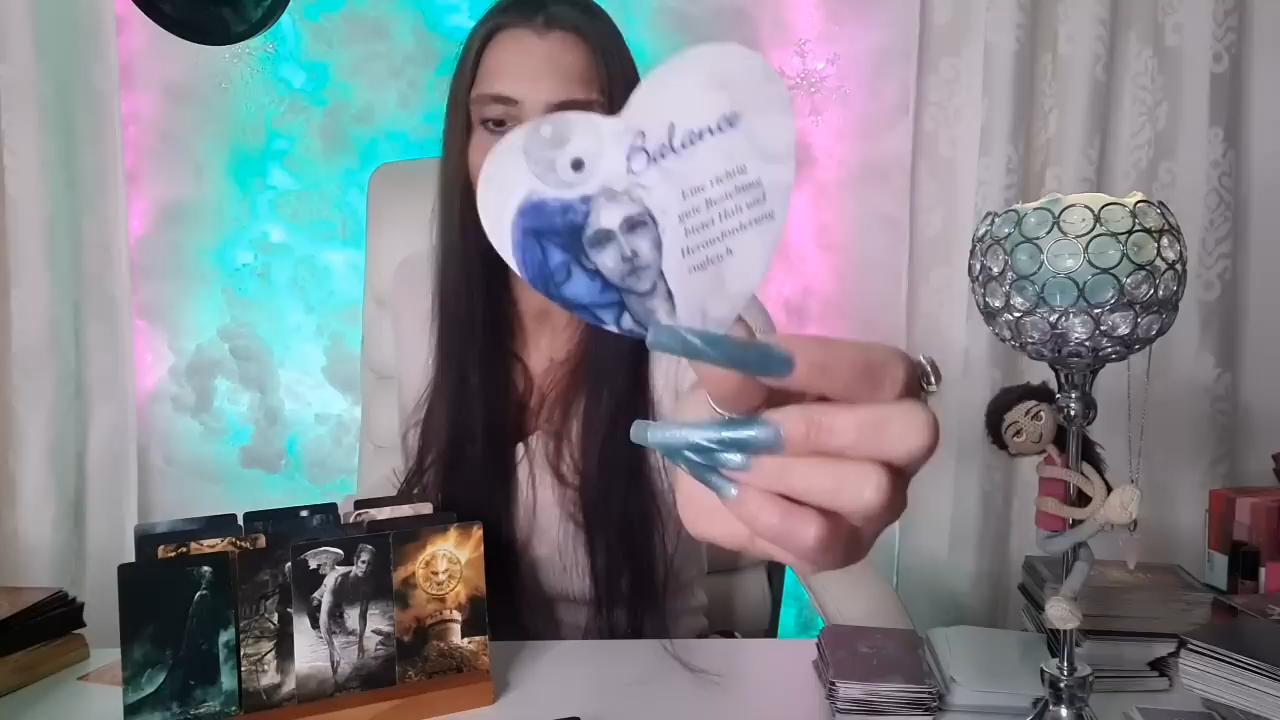 Balance
Eine richtig
gute Beziehung
bietet Halt und
Herausforderung
zugleich